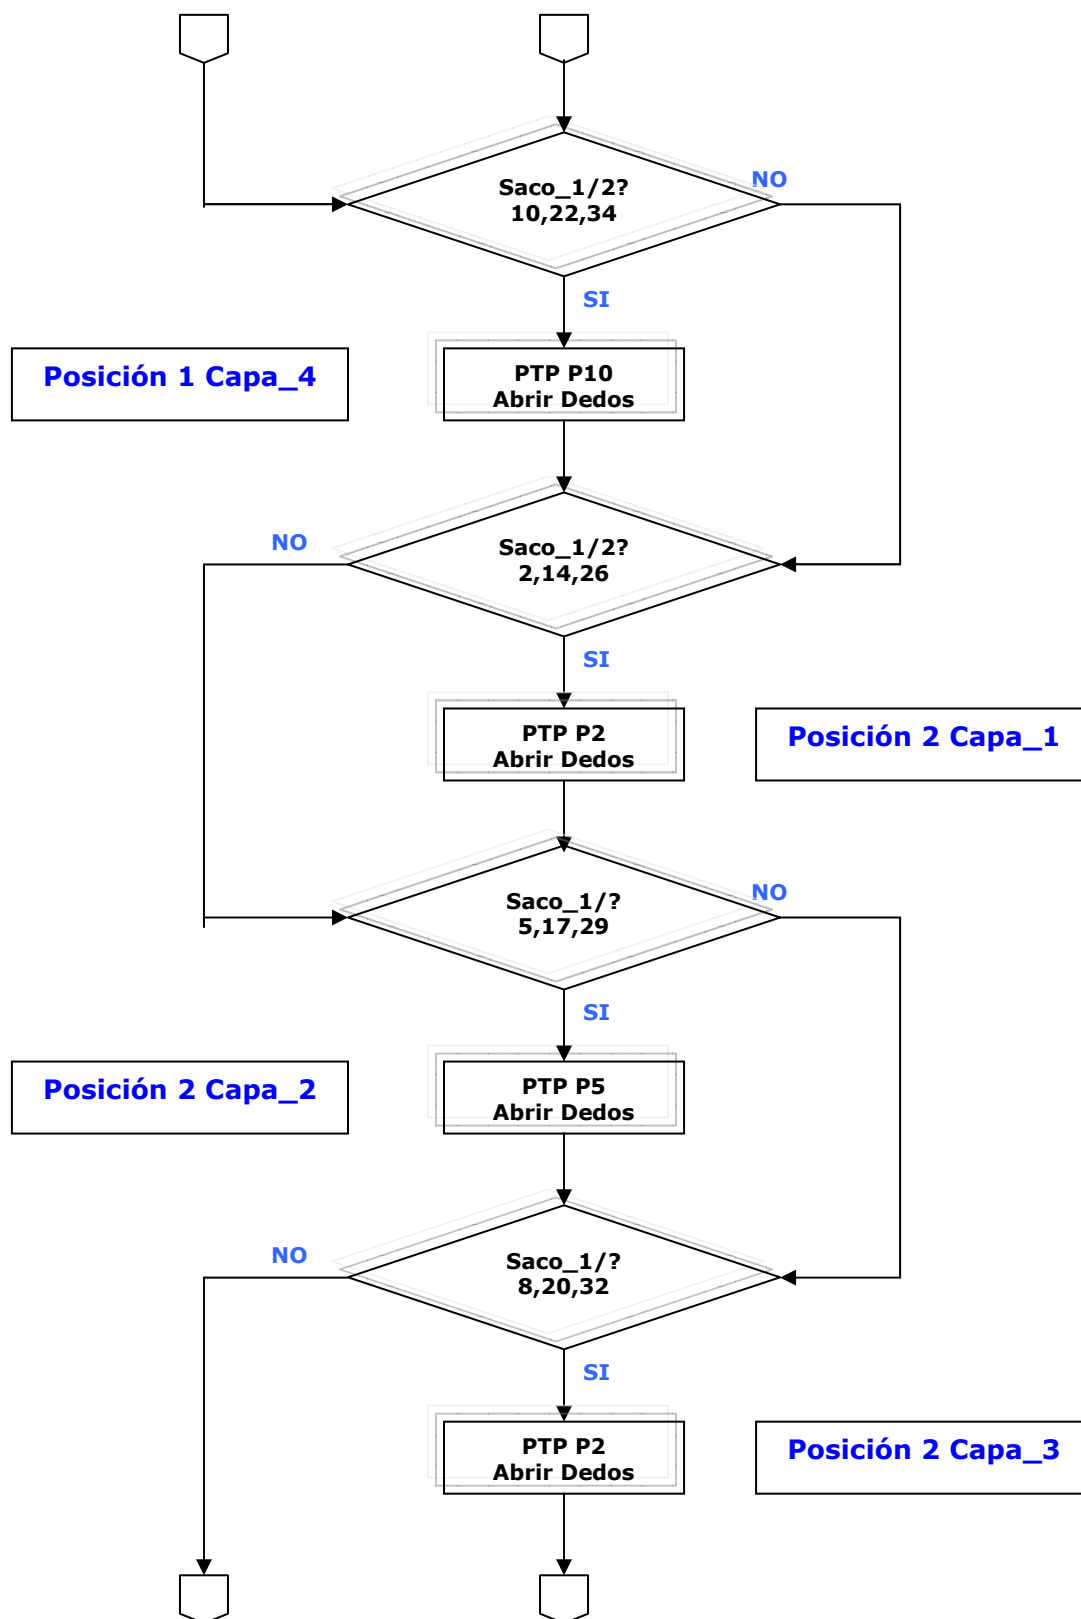 Saco_1/2?
10,22,34
NO
SI
Posición 1 Capa_4
PTP P10
Abrir Dedos
NO
Saco_1/2?
2,14,26
SI
PTP P2
Abrir Dedos
Posición 2 Capa_1
Saco_1/?
5,17,29
NO
SI
Posición 2 Capa_2
PTP P5
Abrir Dedos
NO
Saco_1/?
8,20,32
SI
PTP P2
Abrir Dedos
Posición 2 Capa_3